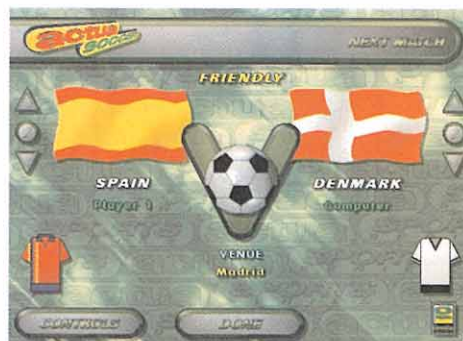 actua
SOCCER
NEXT MATCH
FRIENDLY
SPAIN
DENMARK
Player 1
Computer
VENUE
Madrid
CONTROLS
DONE